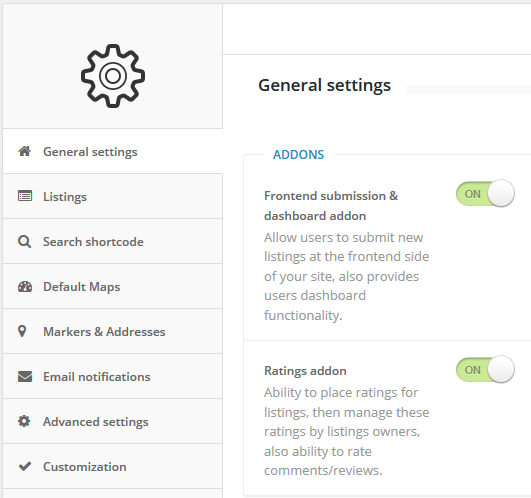 General settings
Listings
Search shortcode
Default Maps
Markers & Addresses
Email notifications
Advanced settings
Customization
General settings
ADDONS
Frontend submission &
dashboard addon
ON
Allow users to submit new
listings at the frontend side
of your site, also provides
users dashboard
functionality.
Ratings addon
ON
Ability to place ratings for
listings, then manage these
ratings by listings owners,
also ability to rate
comments/reviews.